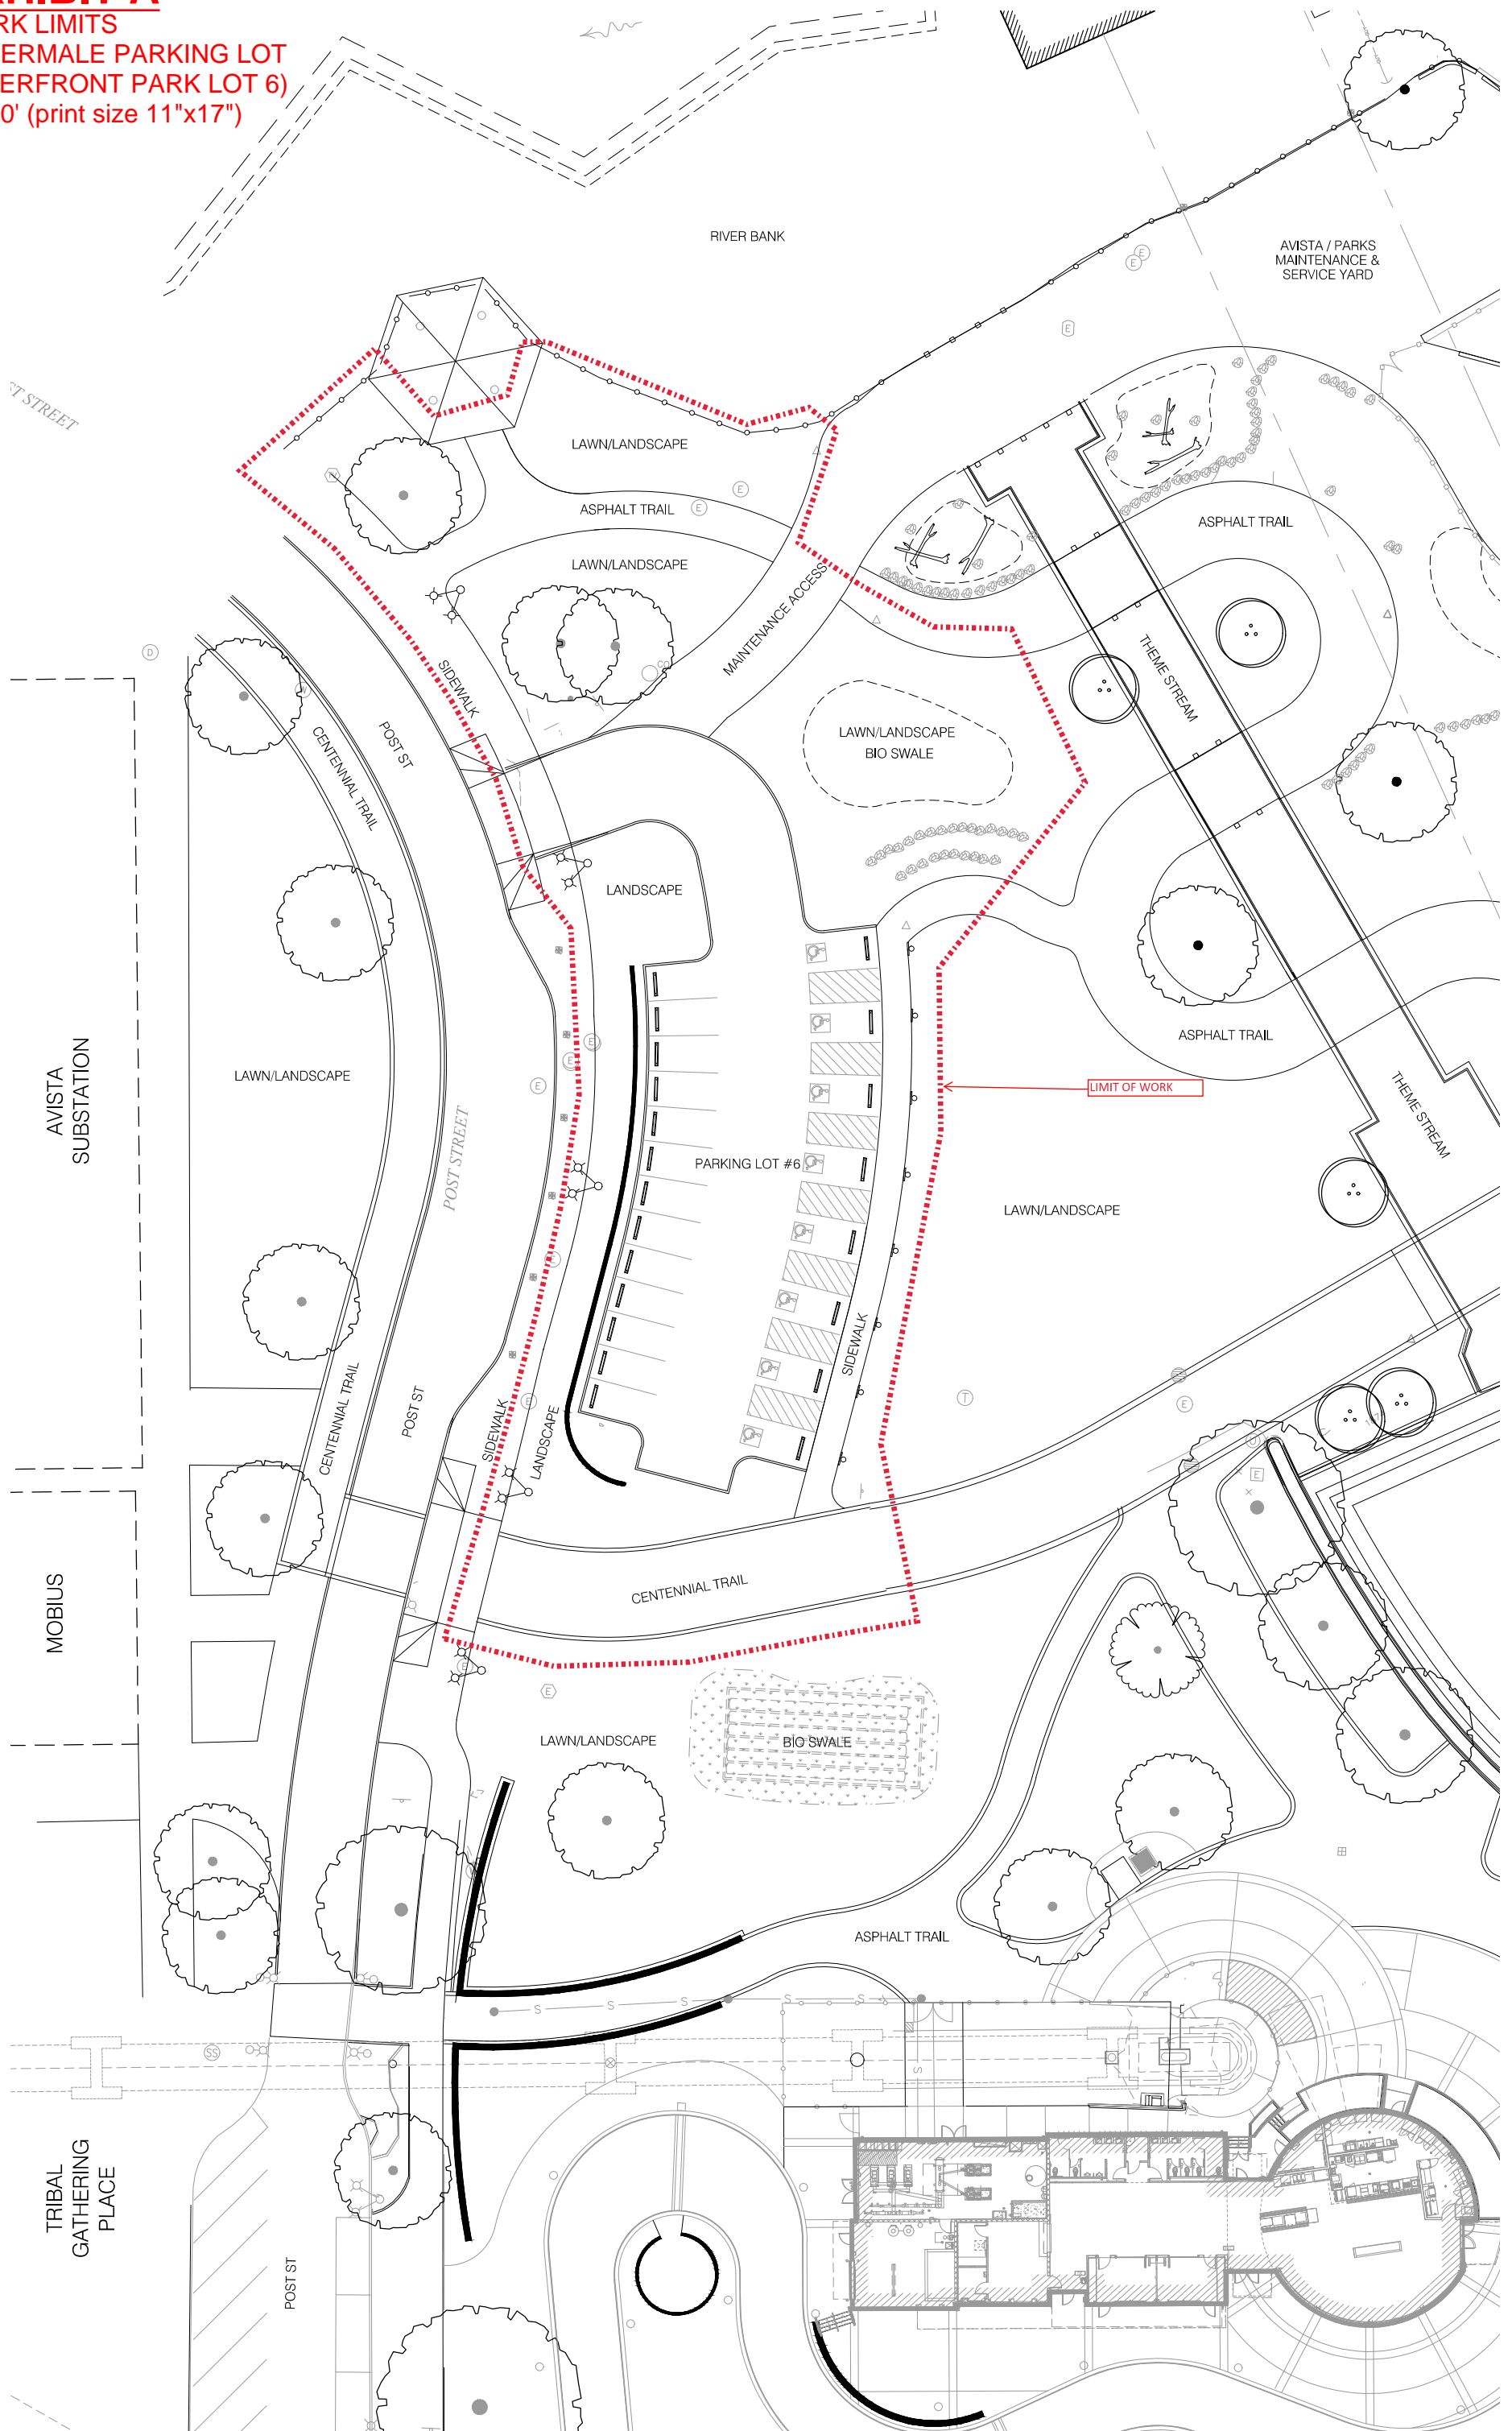 RK LIMITS
ERMALE PARKING LOT
ERFRONT PARK LOT 6)
0' (print size 11"x17")
RIVER BANK
AVISTA / PARKS
MAINTENANCE &
SERVICE YARD
ST STREET
LAWN/LANDSCAPE
ASPHALT TRAIL
LAWN/LANDSCAPE
ASPHALT TRAIL
MAINTENANCE ACCESS
SIDEWALK
THEME STREAM
POST ST
CENTENNIAL TRAIL
LAWN/LANDSCAPE
BIO SWALE
LANDSCAPE
AVISTA
SUBSTATION
LAWN/LANDSCAPE
POST STREET
ASPHALT TRAIL
LIMIT OF WORK
THEME STREAM
PARKING LOT #6
LAWN/LANDSCAPE
SIDEWALK
CENTENNIAL TRAIL
POST ST
SIDEWALK
LANDSCAPE
MOBIUS
CENTENNIAL TRAIL
LAWN/LANDSCAPE
BIO SWALE
ASPHALT TRAIL
TRIBAL
GATHERING
PLACE
POST ST